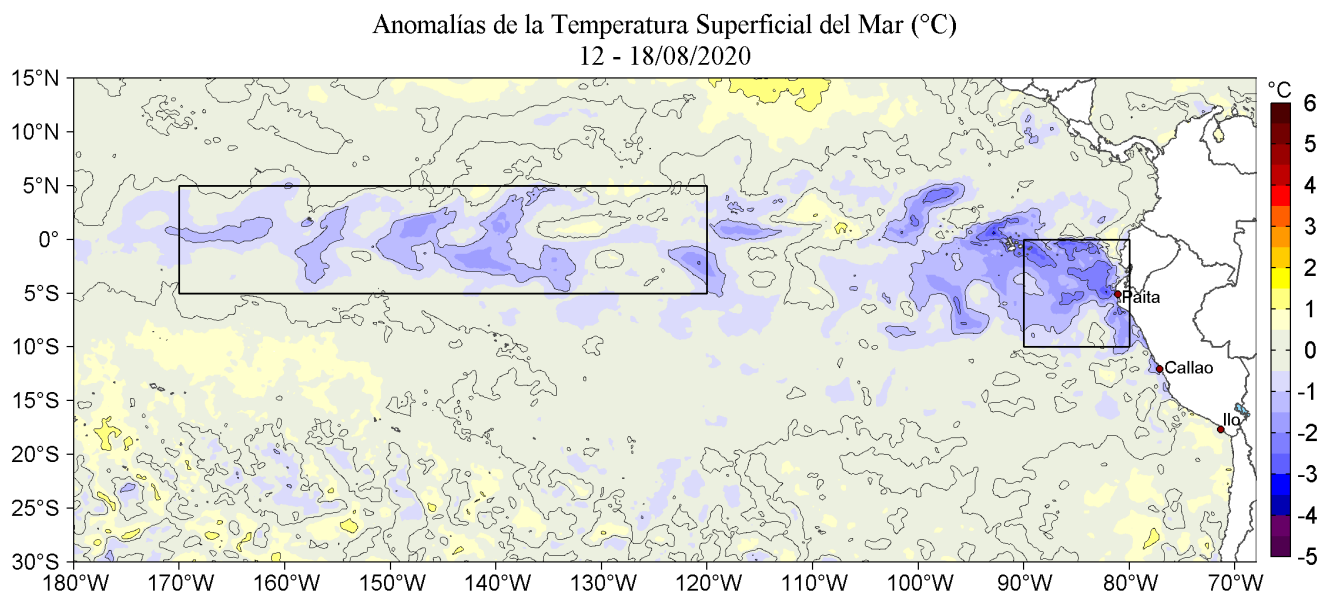 Anomalías de la Temperatura Superficial del Mar (°C)
12 - 18/08/2020
°C
15°N
10°N
5°N
0°
5°S
10°S
15°S
20°S
25°S
30°S
180°W
170°W
160°W
150°W
140°W
130°W
120°W
110°W
100°W
90°W
80°W
70°W
Paita
Callao
Ilo
6
5
4
3
2
1
0
-1
-2
-3
-4
-5